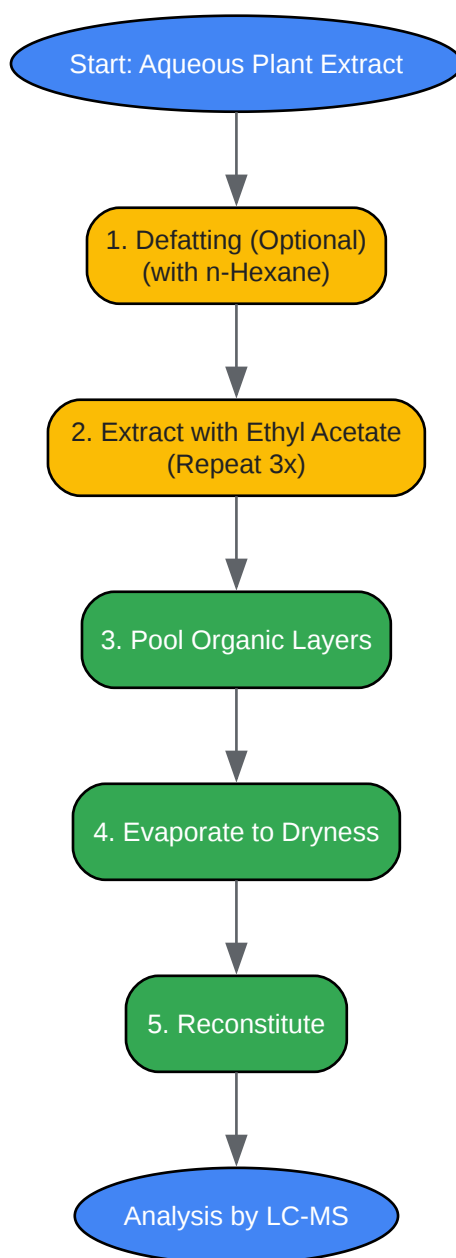 Start: Aqueous Plant Extract
1. Defatting (Optional)
(with n-Hexane)
2. Extract with Ethyl Acetate
(Repeat 3x)
3. Pool Organic Layers
4. Evaporate to Dryness
5. Reconstitute
Analysis by LC-MS